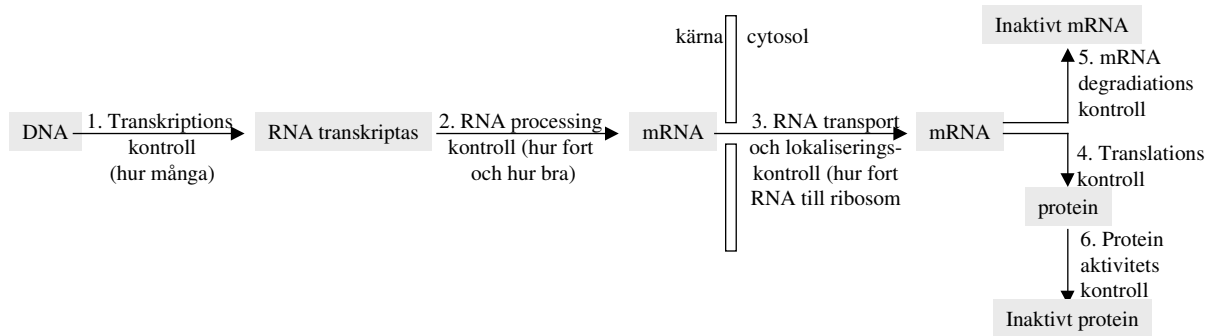 Inaktivt mRNA
kärna
cytosol
5. mRNA
degradiations
kontroll
DNA
1. Transkriptions
kontroll
(hur många)
RNA transkriptas
2. RNA processing
kontroll (hur fort
och hur bra)
mRNA
3. RNA transport
och lokaliserings-
kontroll (hur fort
RNA till ribosom
mRNA
4. Translations
kontroll
protein
6. Protein
aktivitets
kontroll
Inaktivt protein